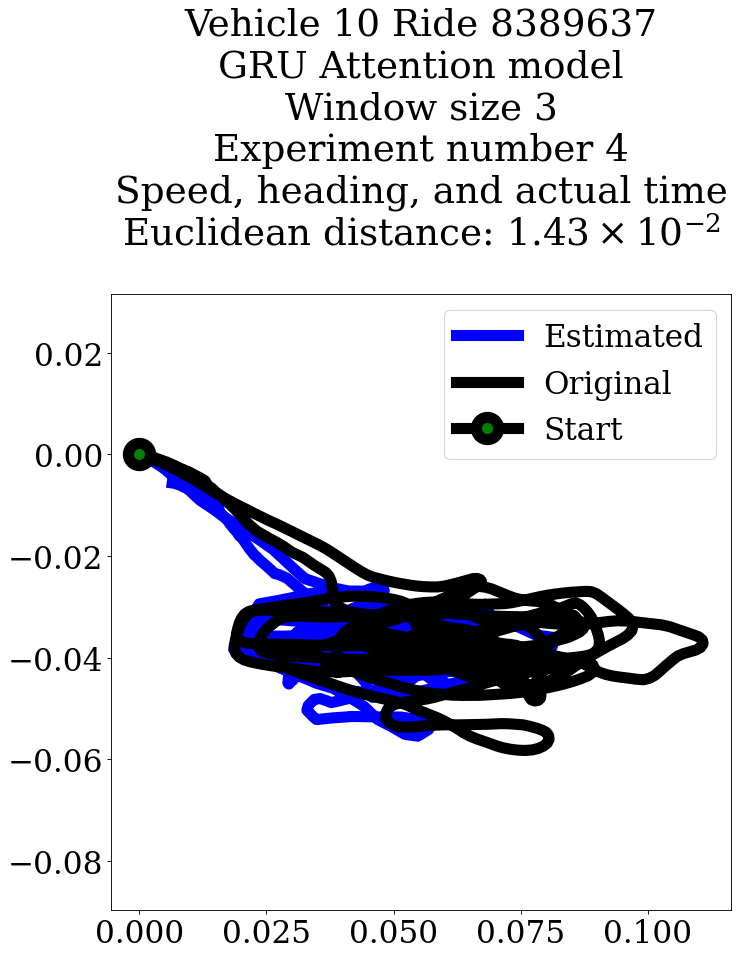 Vehicle 10 Ride 8389637
GRU Attention model
Window size 3
Experiment number 4
Speed, heading, and actual time
Euclidean distance: 1.43 × 10⁻²
Estimated
Original
Start
0.02
0.00
−0.02
−0.04
−0.06
−0.08
0.000 0.025 0.050 0.075 0.100